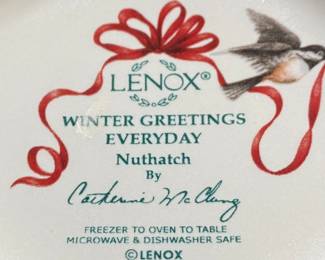 LENOX®
WINTER GREETINGS
EVERYDAY
Nuthatch
By
Catherine McClung
FREEZER TO OVEN TO TABLE
MICROWAVE & DISHWASHER SAFE
©LENOX